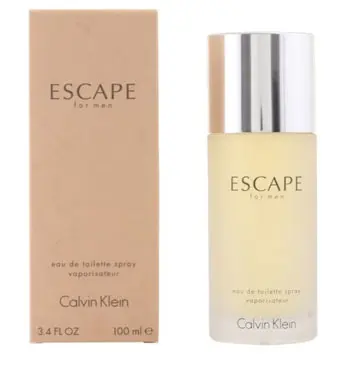 ESCAPE
for men
eau de toilette spray
vaporisateur
Calvin Klein
3.4 FL OZ 100 ml e
ESCAPE
for men
eau de toilette spray
vaporisateur
Calvin Klein